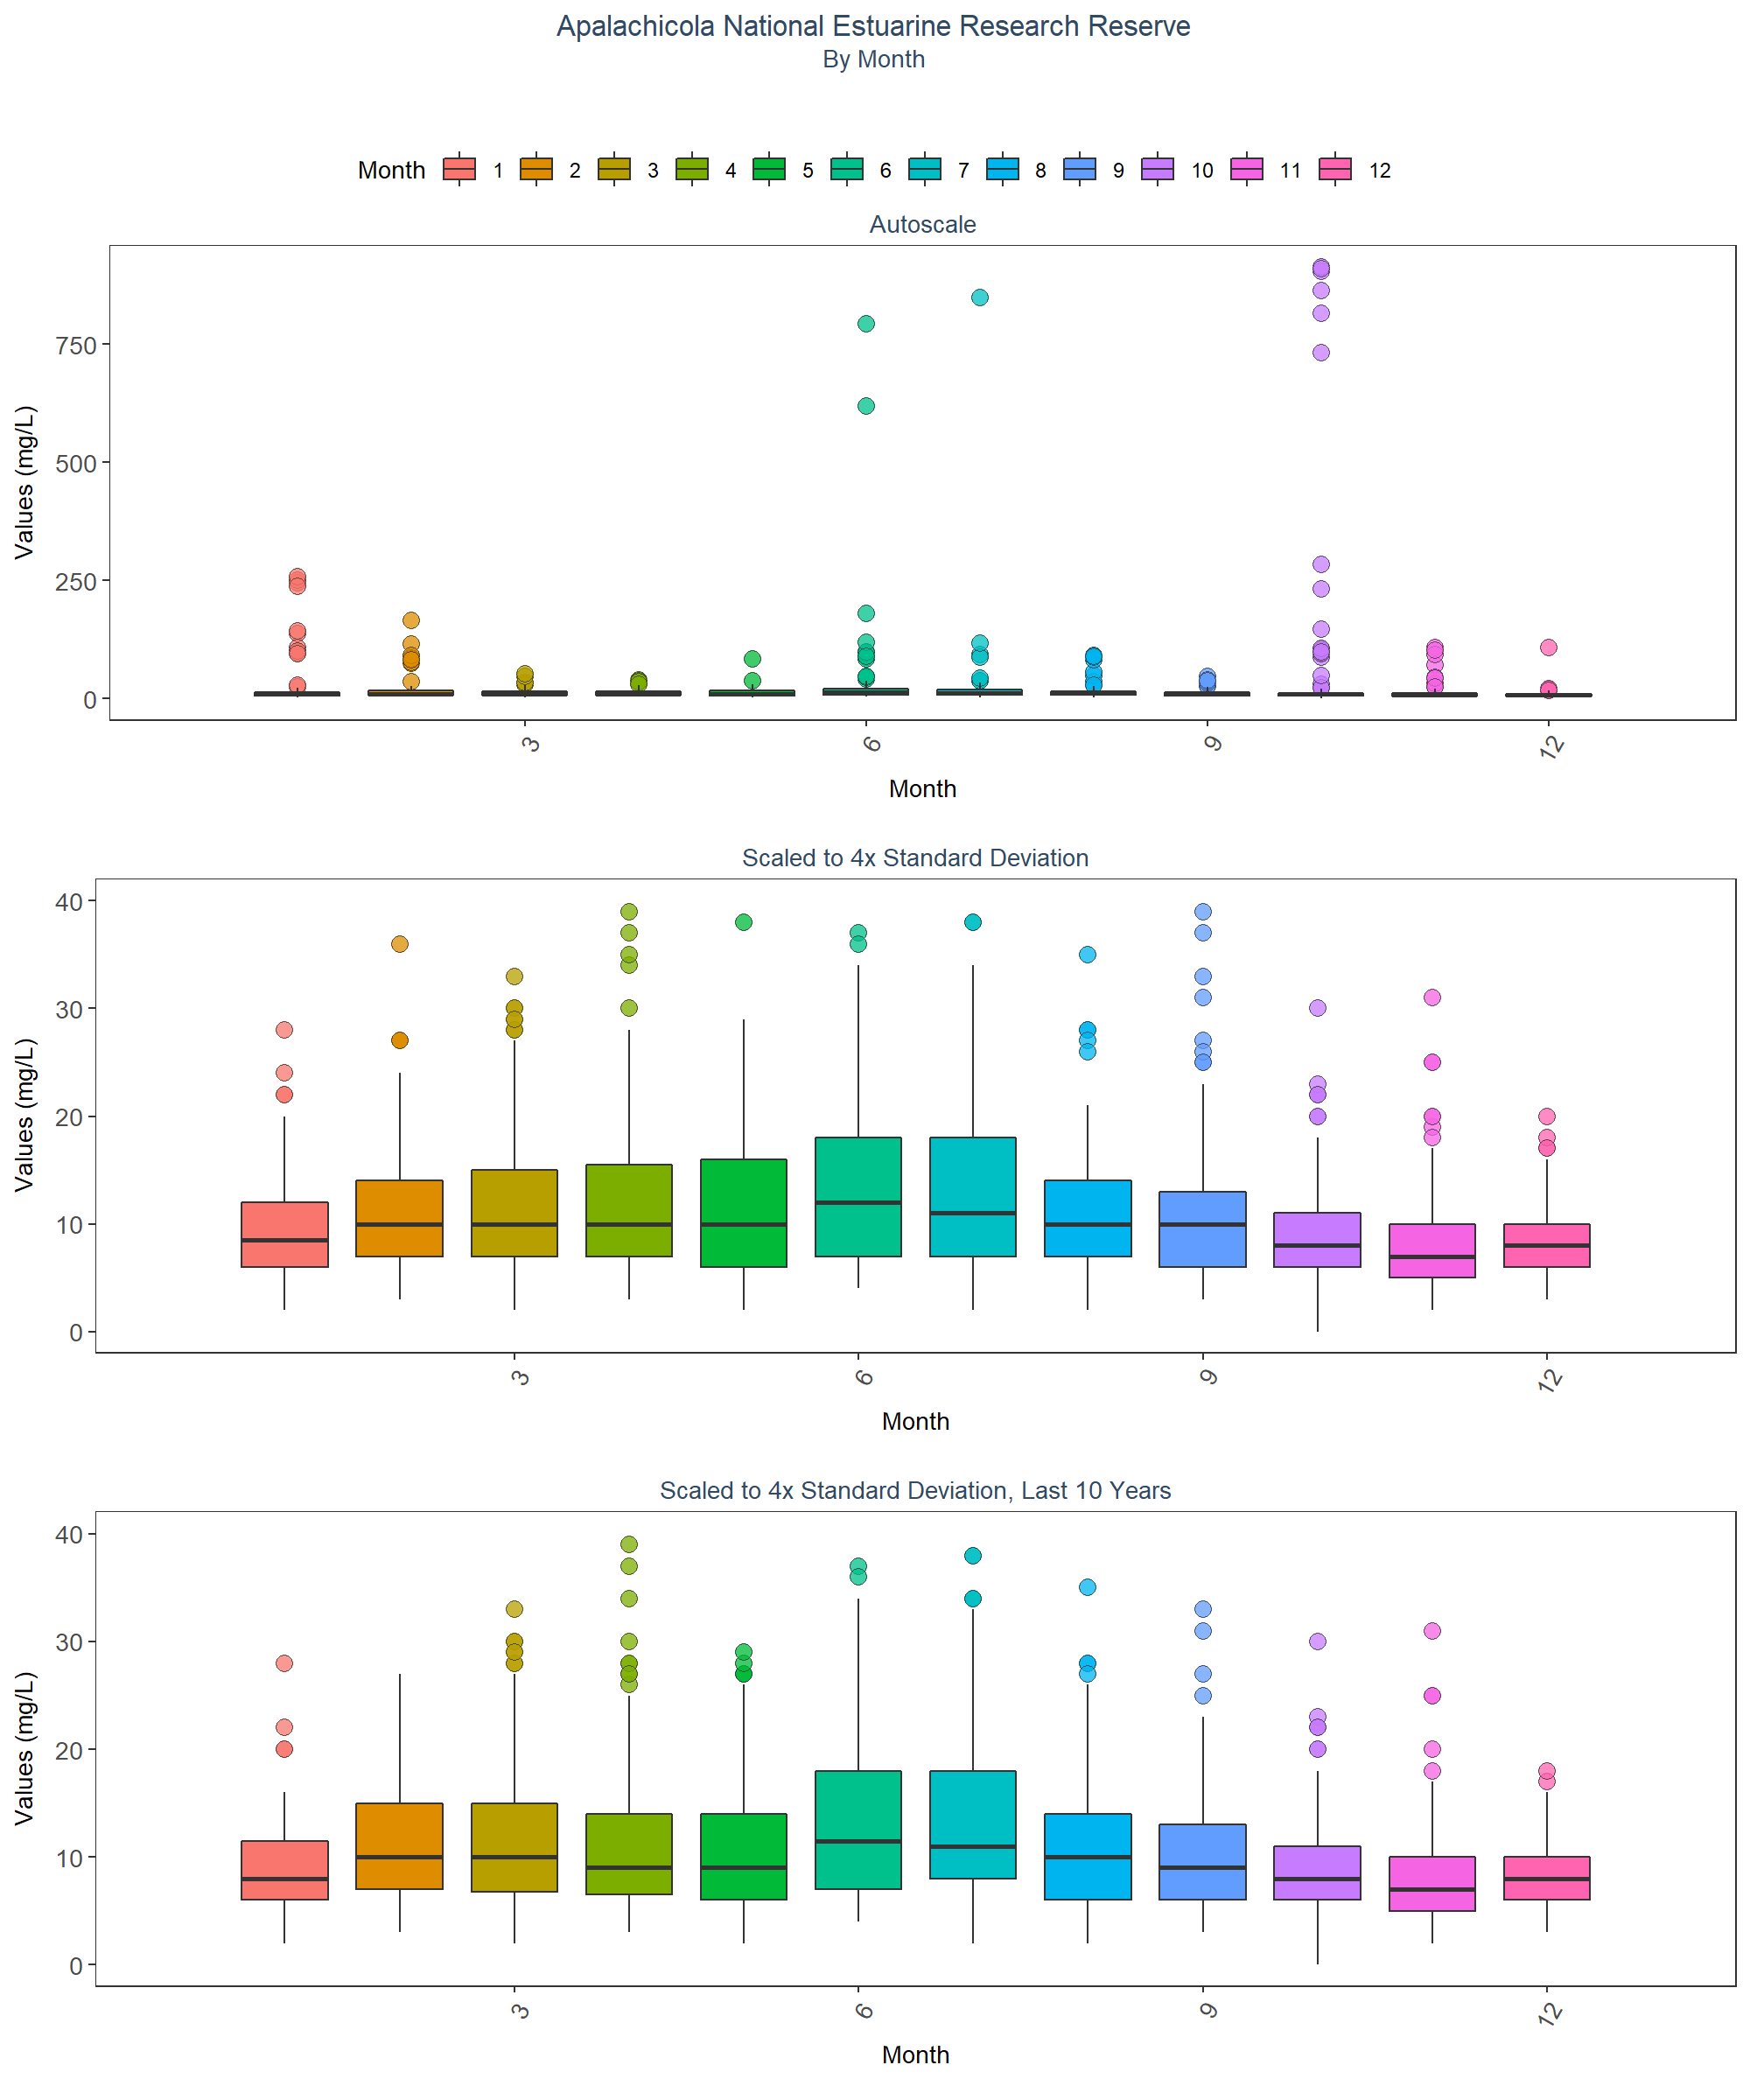 Apalachicola National Estuarine Research Reserve
By Month
Month 1 2 3 4 5 6 7 8 9 10 11 12
Autoscale
Values (mg/L)
750
500
250
0
3 6 9 12
Month
Scaled to 4x Standard Deviation
Values (mg/L)
40
30
20
10
0
3 6 9 12
Month
Scaled to 4x Standard Deviation, Last 10 Years
Values (mg/L)
40
30
20
10
0
3 6 9 12
Month